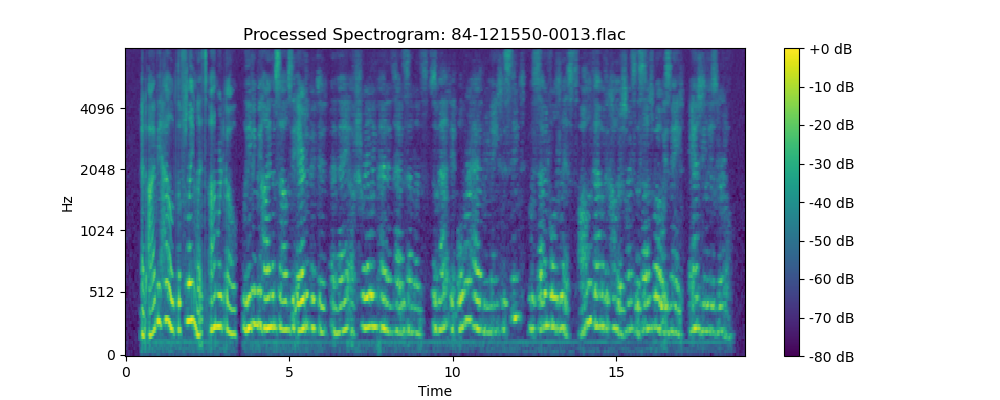 Processed Spectrogram: 84-121550-0013.flac
Hz
4096
2048
1024
512
0
0 5 10 15
Time
+0 dB
-10 dB
-20 dB
-30 dB
-40 dB
-50 dB
-60 dB
-70 dB
-80 dB